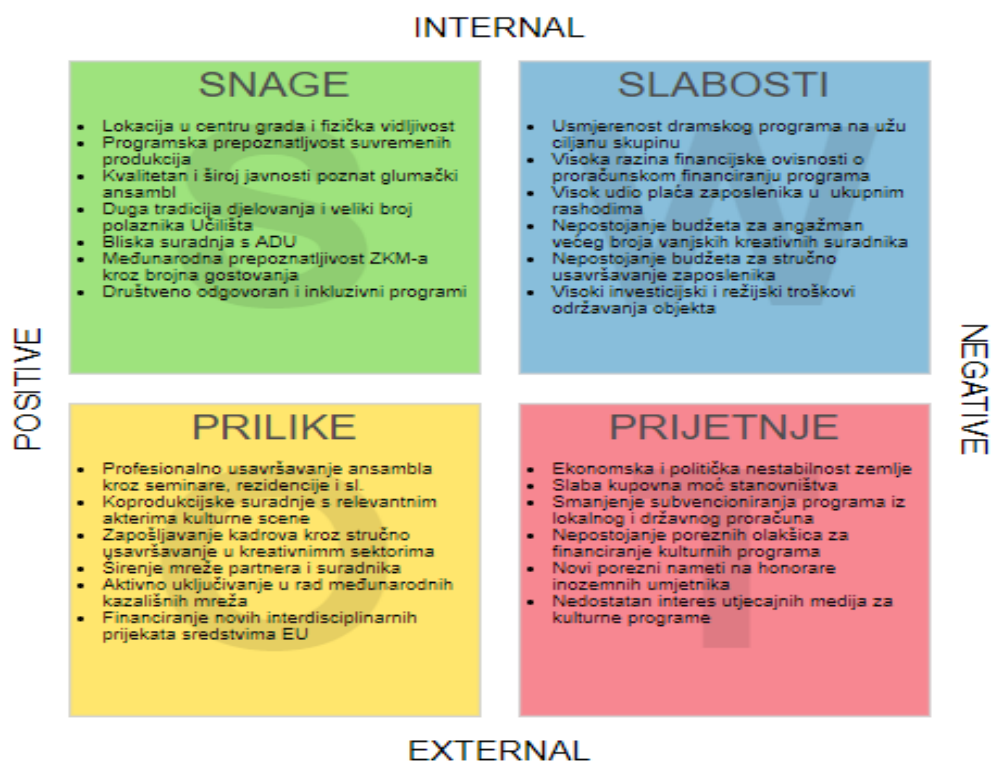 INTERNAL
SNAGE
• Lokacija u centru grada i fizička vidljivost
• Programska prepoznatljvost suvremenih
produkcija
• Kvalitetan i široj javnosti poznat glumački
ansambl
• Duga tradicija djelovanja i veliki broj
polaznika Učilišta
• Bliska suradnja s ADU
• Međunarodna prepoznatljivost ZKM-a
kroz brojna gostovanja
• Društveno odgovoran i inkluzivni programi
SLABOSTI
• Usmjerenost dramskog programa na užu
ciljanu skupinu
• Visoka razina financijske ovisnosti o
proračunskom financiranju programa
• Visok udio plaća zaposlenika u ukupnim
rashodima
• Nepostojanje budžeta za angažman
većeg broja vanjskih kreativnih suradnika
• Nepostojanje budžeta za stručno
usavršavanje zaposlenika
• Visoki investicijski i režijski troškovi
održavanja objekta
POSITIVE
NEGATIVE
PRILIKE
• Profesionalno usavršavanje ansambla
kroz seminare, rezidencije i sl.
• Koprodukcijske suradnje s relevantnim
akterima kulturne scene
• Zapošljavanje kadrova kroz stručno
usavršavanje u kreativnimm sektorima
• Širenje mreže partnera i suradnika
• Aktivno uključivanje u rad međunarodnih
kazališnih mreža
• Financiranje novih interdisciplinarnih
prijekata sredstvima EU
PRIJETNJE
• Ekonomska i politička nestabilnost zemlje
• Slaba kupovna moć stanovništva
• Smanjenje subvencioniranja programa iz
lokalnog i državnog proračuna
• Nepostojanje poreznih olakšica za
financiranje kulturnih programa
• Novi porezni nameti na honorare
inozemnih umjetnika
• Nedostatan interes utjecajnih medija za
kulturne programe
EXTERNAL
S
W
O
T